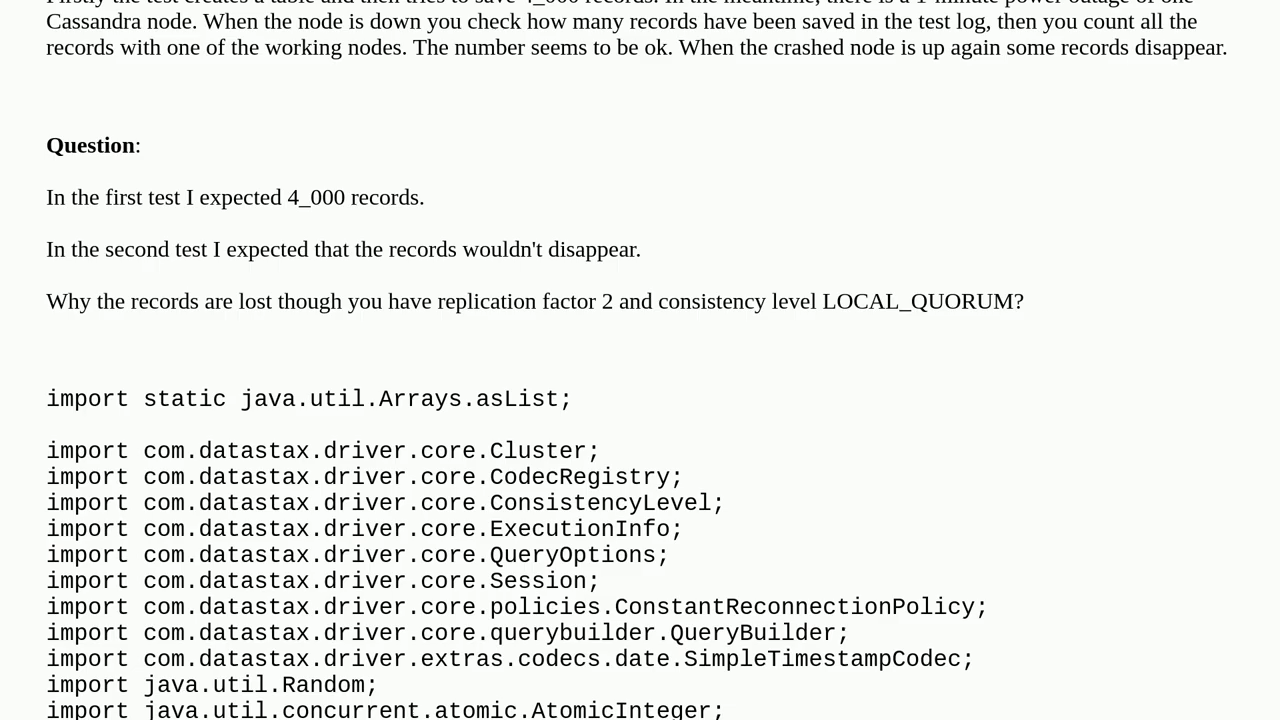 Cassandra node. When the node is down you check how many records have been saved in the test log, then you count all the
records with one of the working nodes. The number seems to be ok. When the crashed node is up again some records disappear.
Question:
In the first test I expected 4_000 records.
In the second test I expected that the records wouldn't disappear.
Why the records are lost though you have replication factor 2 and consistency level LOCAL_QUORUM?
import static java.util.Arrays.asList;
import com.datastax.driver.core.Cluster;
import com.datastax.driver.core.CodecRegistry;
import com.datastax.driver.core.ConsistencyLevel;
import com.datastax.driver.core.ExecutionInfo;
import com.datastax.driver.core.QueryOptions;
import com.datastax.driver.core.Session;
import com.datastax.driver.core.policies.ConstantReconnectionPolicy;
import com.datastax.driver.core.querybuilder.QueryBuilder;
import com.datastax.driver.extras.codecs.date.SimpleTimestampCodec;
import java.util.Random;
import java.util.concurrent.atomic.AtomicInteger;